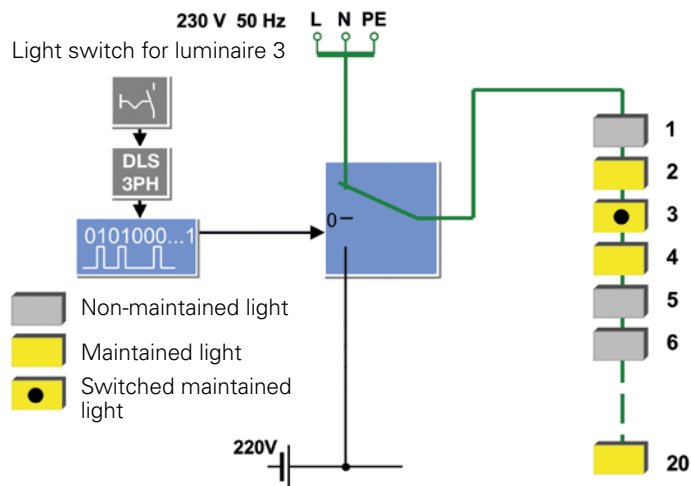 230 V 50 Hz L N PE
Light switch for luminaire 3
DLS
3PH
0101000...1
0
1
2
3
4
5
6
20
Non-maintained light
Maintained light
Switched maintained
light
220V